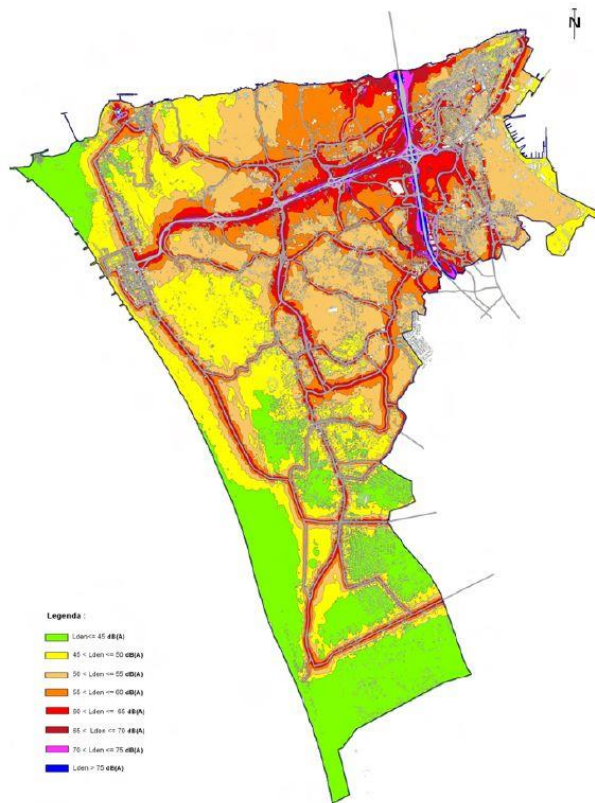 N
Legenda :
Lden<= 45 dB(A)
45 < Lden <= 50 dB(A)
50 < Lden <= 55 dB(A)
55 < Lden <= 60 dB(A)
60 < Lden <= 65 dB(A)
65 < Lden <= 70 dB(A)
70 < Lden <= 75 dB(A)
Lden > 75 dB(A)